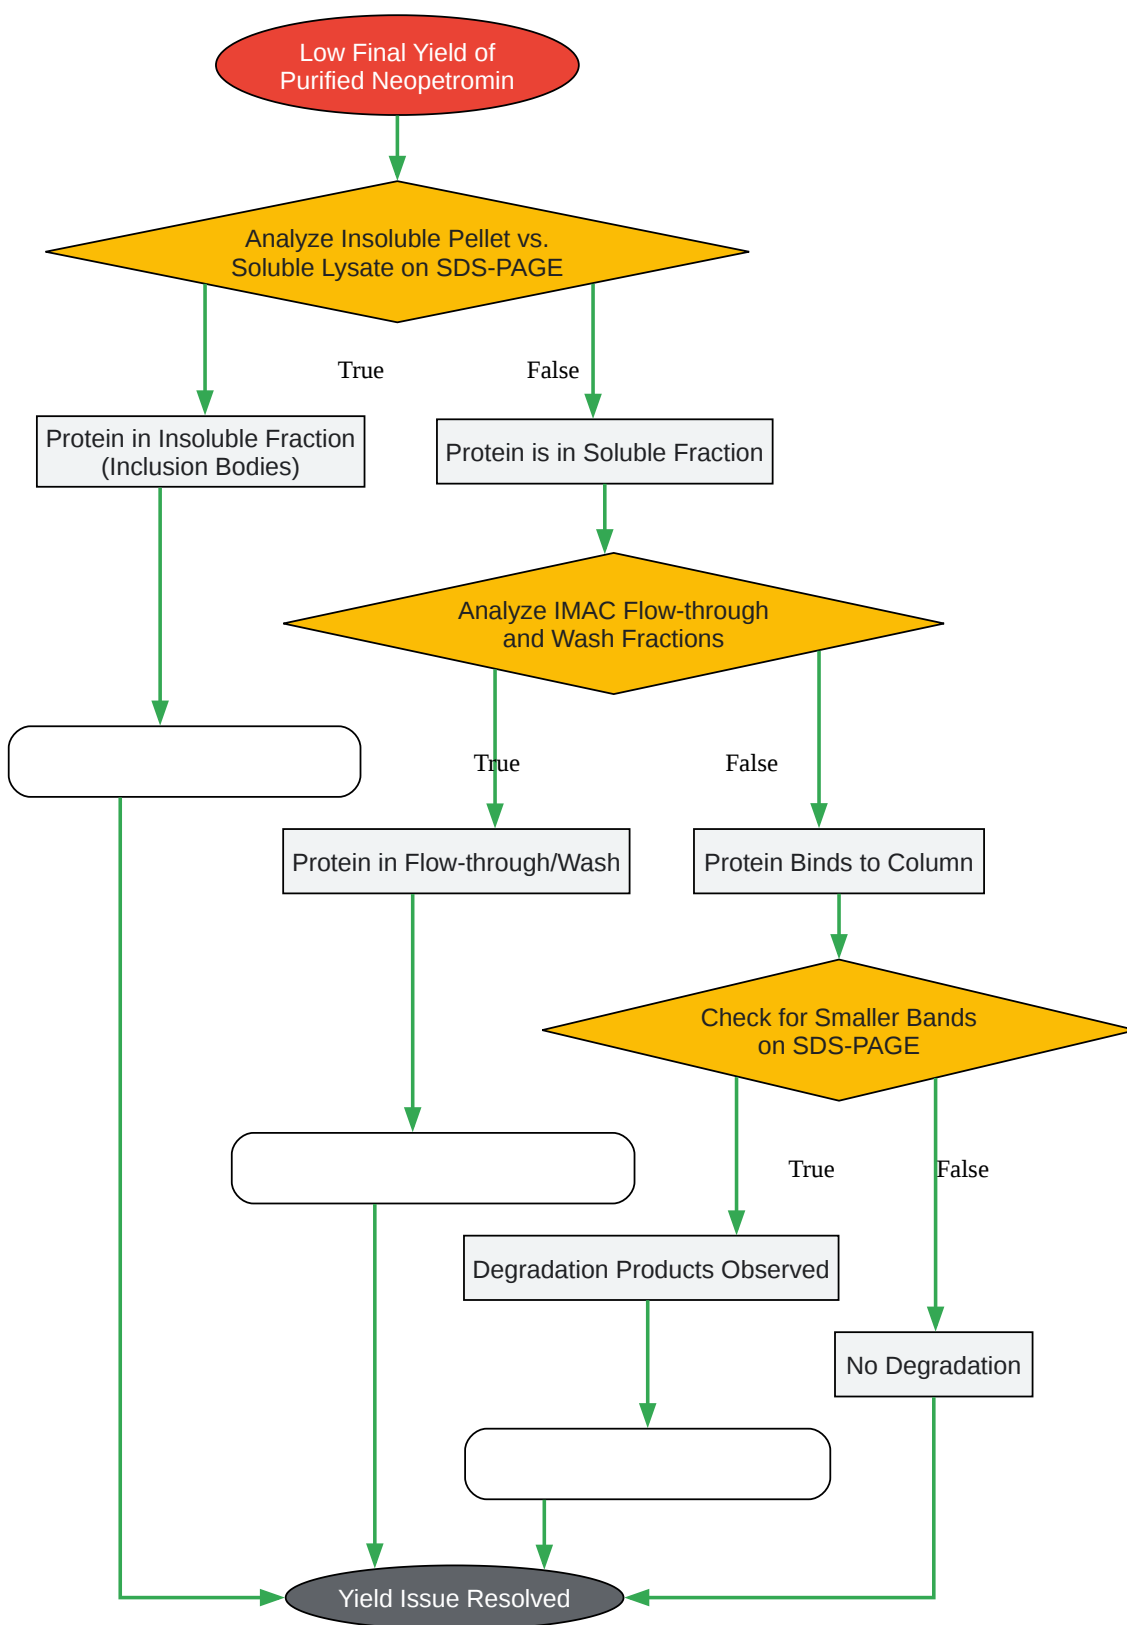 Low Final Yield of
Purified Neopetromin
Analyze Insoluble Pellet vs.
Soluble Lysate on SDS-PAGE
True
False
Protein in Insoluble Fraction
(Inclusion Bodies)
Protein is in Soluble Fraction
Analyze IMAC Flow-through
and Wash Fractions
True
False
Protein in Flow-through/Wash
Protein Binds to Column
Check for Smaller Bands
on SDS-PAGE
True
False
Degradation Products Observed
No Degradation
Yield Issue Resolved